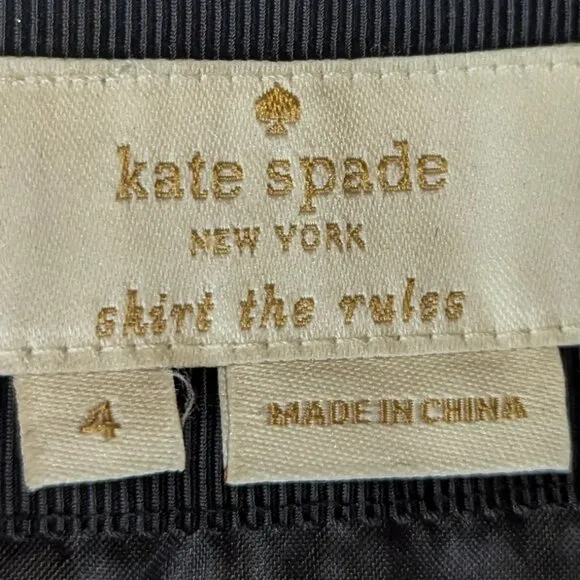 kate spade
NEW YORK
skirt the rules
4
MADE IN CHINA